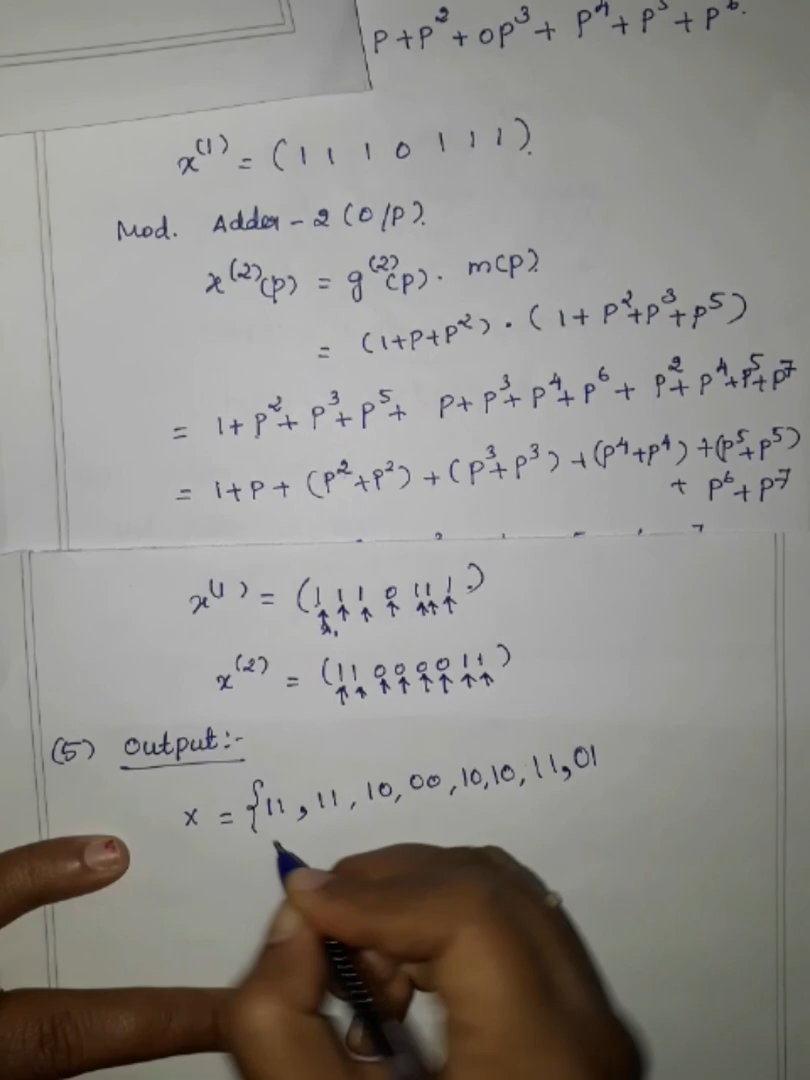 P+P²+0P³+ P⁴+P⁵+P⁶.
x⁽¹⁾ = (1 1 1 0 1 1 1).
Mod. Adder-2 (O/P).
x⁽²⁾(P) = g⁽²⁾(P). m(P)
= (1+P+P²) • (1+P²+P³+P⁵)
= 1+P²+P³+P⁵+ P+P³+P⁴+P⁶+ P²+P⁴+P⁵+P⁷
= 1+P+(P²+P²)+(P³+P³)+(P⁴+P⁴)+(P⁵+P⁵)
+ P⁶+P⁷
x⁽¹⁾ = (1 1 1 0 1 1 1)
x⁽²⁾ = (1 1 0 0 0 0 1 1)
(5) Output:-
x = {11, 11, 10, 00, 10, 10, 11, 01